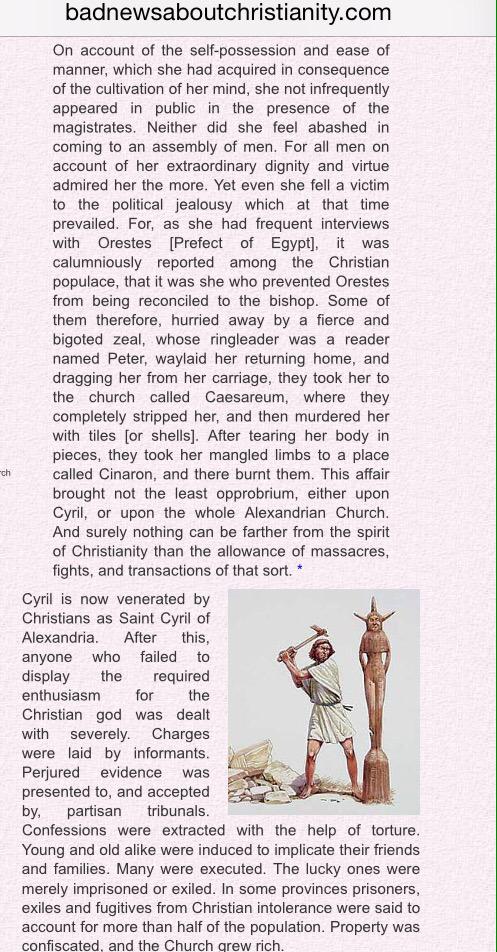 badnewsaboutchristianity.com
On account of the self-possession and ease of
manner, which she had acquired in consequence
of the cultivation of her mind, she not infrequently
appeared in public in the presence of the
magistrates. Neither did she feel abashed in
coming to an assembly of men. For all men on
account of her extraordinary dignity and virtue
admired her the more. Yet even she fell a victim
to the political jealousy which at that time
prevailed. For, as she had frequent interviews
with Orestes [Prefect of Egypt], it was
calumniously reported among the Christian
populace, that it was she who prevented Orestes
from being reconciled to the bishop. Some of
them therefore, hurried away by a fierce and
bigoted zeal, whose ringleader was a reader
named Peter, waylaid her returning home, and
dragging her from her carriage, they took her to
the church called Caesareum, where they
completely stripped her, and then murdered her
with tiles [or shells]. After tearing her body in
pieces, they took her mangled limbs to a place
called Cinaron, and there burnt them. This affair
brought not the least opprobrium, either upon
Cyril, or upon the whole Alexandrian Church.
And surely nothing can be farther from the spirit
of Christianity than the allowance of massacres,
fights, and transactions of that sort. *
Cyril is now venerated by
Christians as Saint Cyril of
Alexandria. After this,
anyone who failed to
display the required
enthusiasm for the
Christian god was dealt
with severely. Charges
were laid by informants.
Perjured evidence was
presented to, and accepted
by, partisan tribunals.
Confessions were extracted with the help of torture.
Young and old alike were induced to implicate their friends
and families. Many were executed. The lucky ones were
merely imprisoned or exiled. In some provinces prisoners,
exiles and fugitives from Christian intolerance were said to
account for more than half of the population. Property was
confiscated, and the Church grew rich.